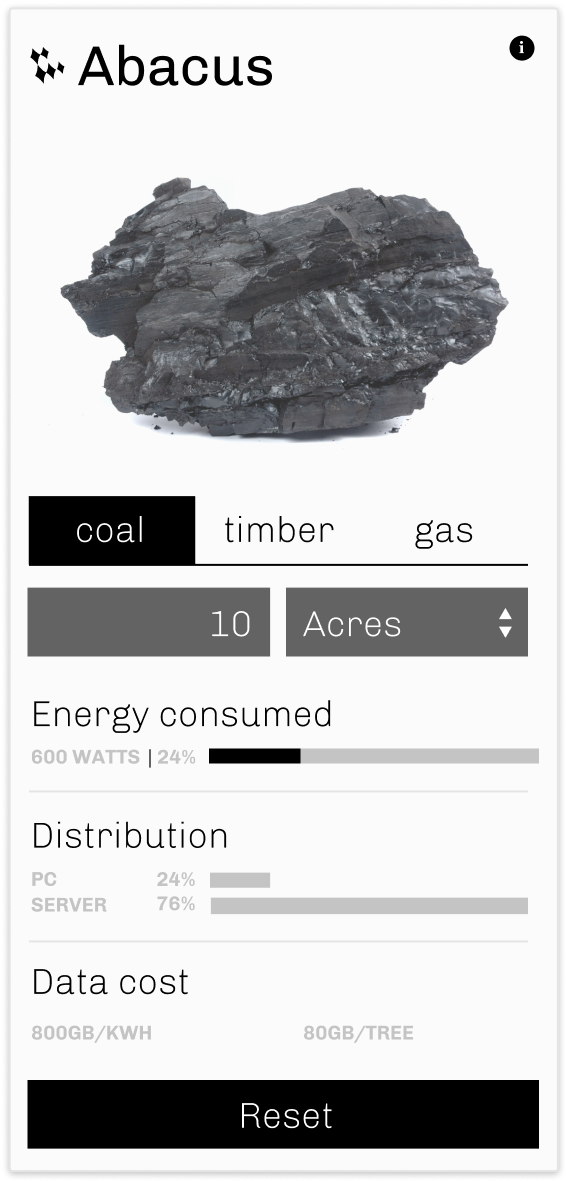 Abacus
i
coal timber gas
10 Acres
Energy consumed
600 WATTS | 24%
Distribution
PC 24%
SERVER 76%
Data cost
800GB/KWH 80GB/TREE
Reset